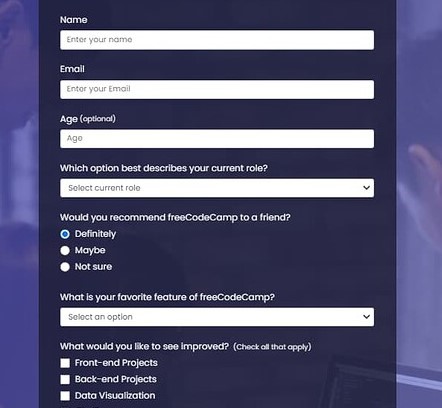 Name
Enter your name
Email
Enter your Email
Age (optional)
Age
Which option best describes your current role?
Select current role
Would you recommend freeCodeCamp to a friend?
Definitely
Maybe
Not sure
What is your favorite feature of freeCodeCamp?
Select an option
What would you like to see improved? (Check all that apply)
Front-end Projects
Back-end Projects
Data Visualization